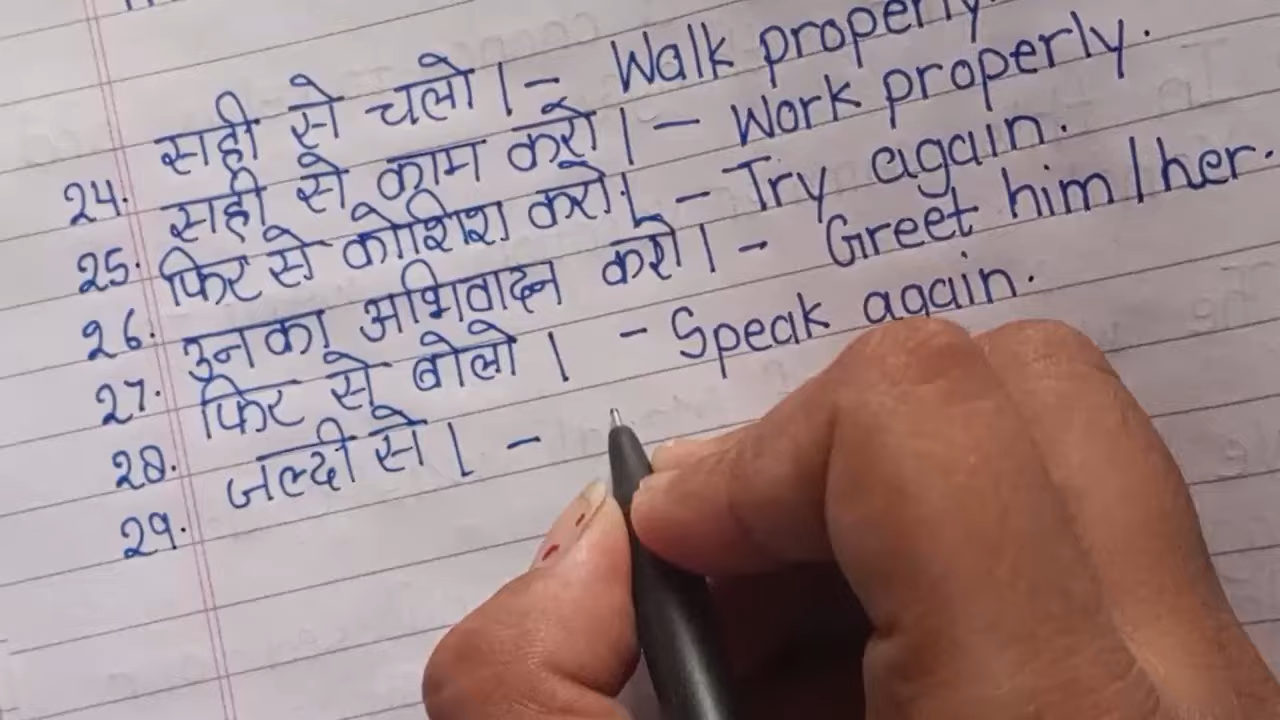 24. सही से चलो। - Walk properly.
25. सही से काम करो। - Work properly.
26. फिर से कोशिश करो। - Try again.
27. उनका अभिवादन करो। - Greet him/her.
28. फिर से बोलो। - Speak again.
29. जल्दी से। -